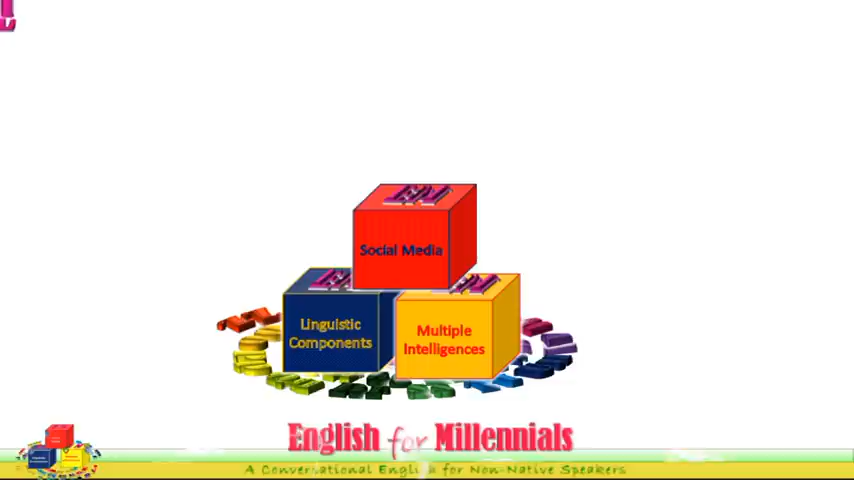 Social Media
Linguistic
Components
Multiple
Intelligences
English for Millennials
A Conversational English for Non-Native Speakers